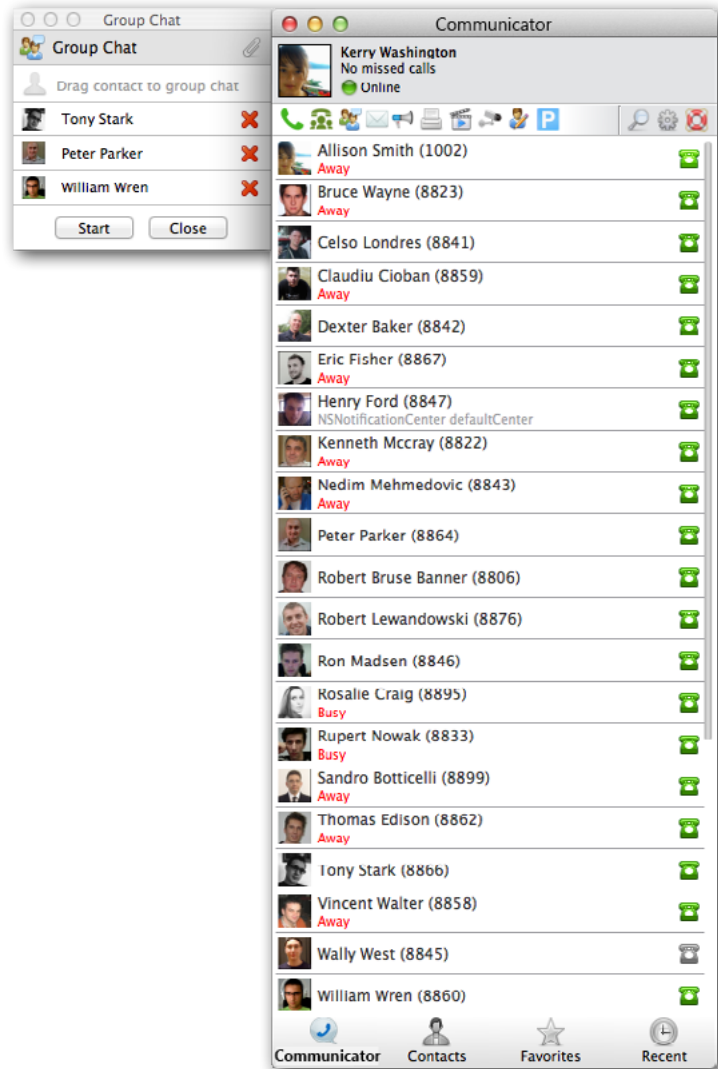 Group Chat
Group Chat
Drag contact to group chat
Tony Stark
Peter Parker
William Wren
Start Close
Communicator
Kerry Washington
No missed calls
Online
P
Allison Smith (1002)
Away
Bruce Wayne (8823)
Away
Celso Londres (8841)
Claudiu Cioban (8859)
Away
Dexter Baker (8842)
Eric Fisher (8867)
Away
Henry Ford (8847)
NSNotificationCenter defaultCenter
Kenneth Mccray (8822)
Away
Nedim Mehmedovic (8843)
Away
Peter Parker (8864)
Robert Bruse Banner (8806)
Robert Lewandowski (8876)
Ron Madsen (8846)
Rosalie Craig (8895)
Busy
Rupert Nowak (8833)
Busy
Sandro Botticelli (8899)
Away
Thomas Edison (8862)
Away
Tony Stark (8866)
Vincent Walter (8858)
Away
Wally West (8845)
William Wren (8860)
Communicator Contacts Favorites Recent